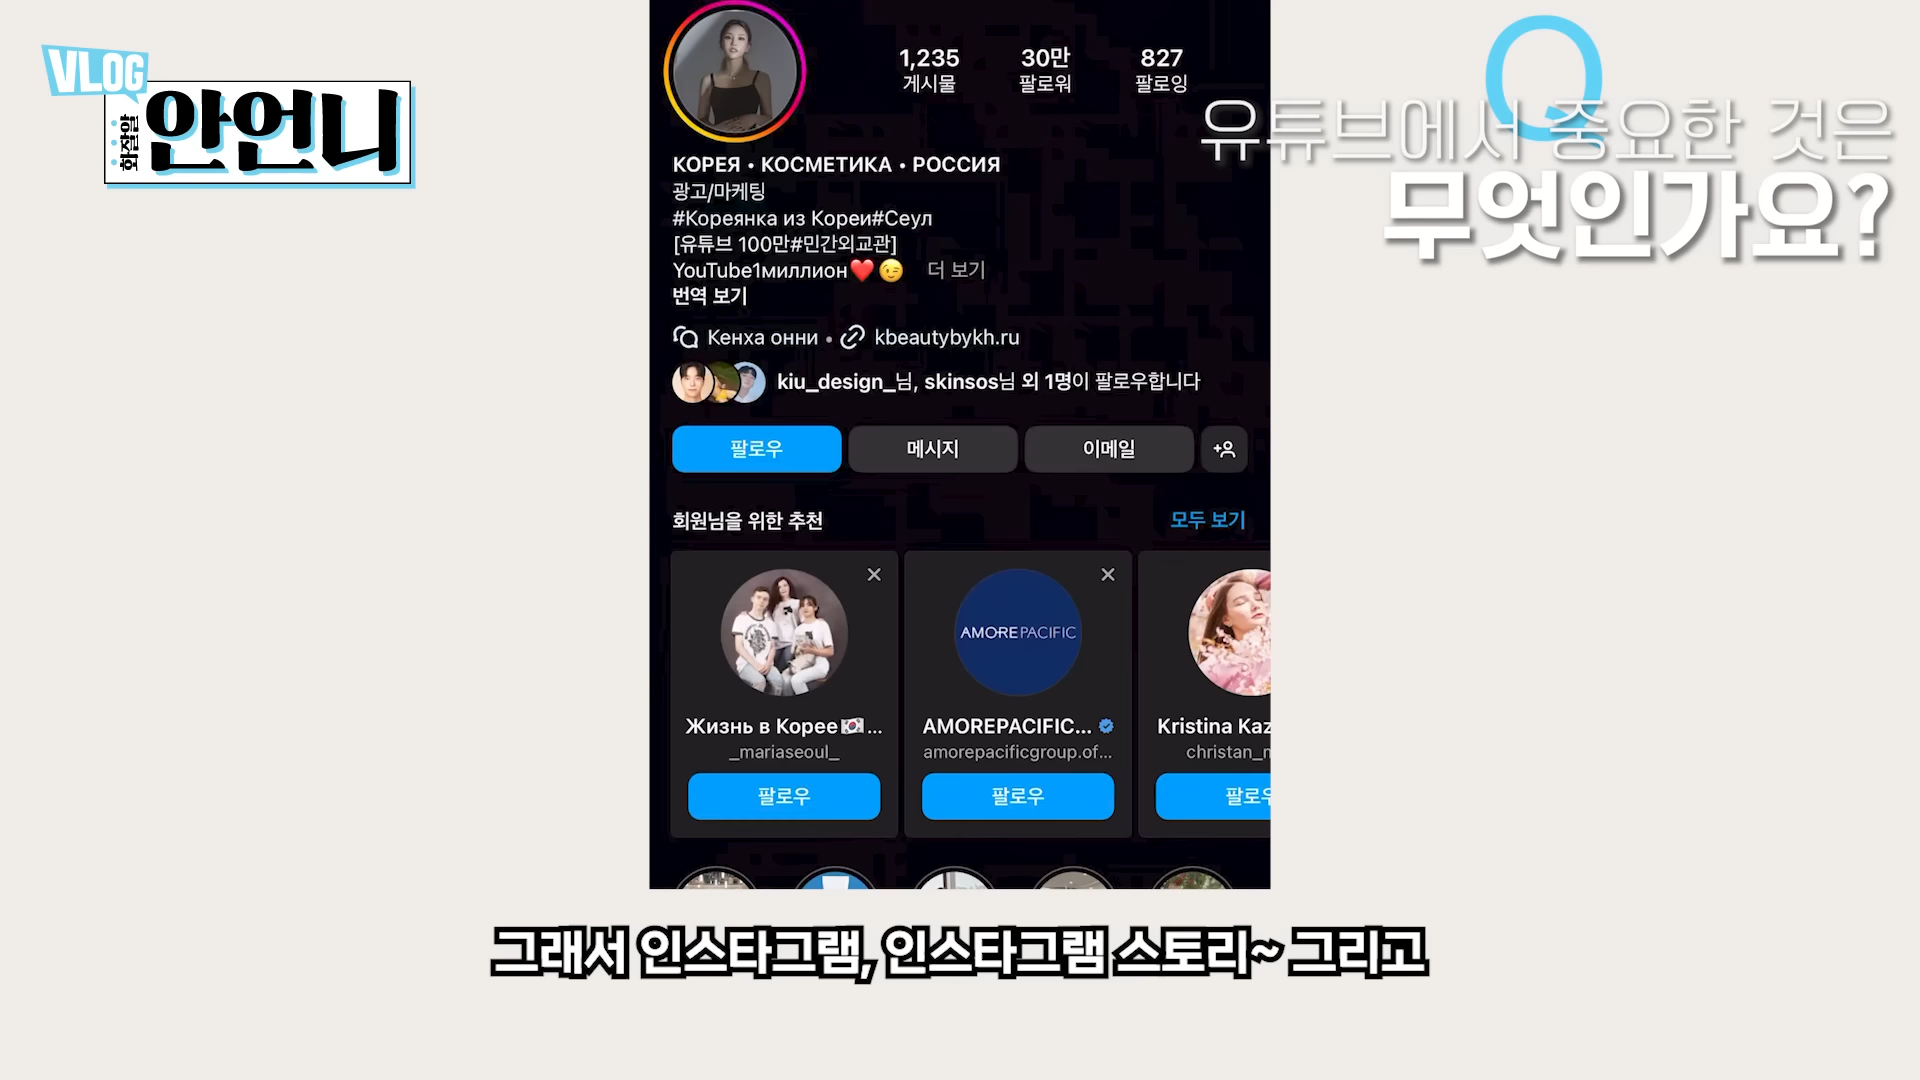 VLOG
화잘알
안언니
Q
유튜브에서 중요한 것은
무엇인가요?
1,235
게시물
30만
팔로워
827
팔로잉
КОРЕЯ • КОСМЕТИКА • РОССИЯ
광고/마케팅
#Кореянка из Кореи#Сеул
[유튜브 100만#민간외교관]
YouTube1миллион❤️😉 더 보기
번역 보기
Кенха онни • kbeautybykh.ru
kiu_design_님, skinsos님 외 1명이 팔로우합니다
팔로우
메시지
이메일
회원님을 위한 추천
모두 보기
AMOREPACIFIC
Жизнь в Корее🇰🇷...
_mariaseoul_
팔로우
AMOREPACIFIC...
amorepacificgroup.of...
팔로우
Kristina Kaz
christan_
팔로우
그래서 인스타그램, 인스타그램 스토리~ 그리고